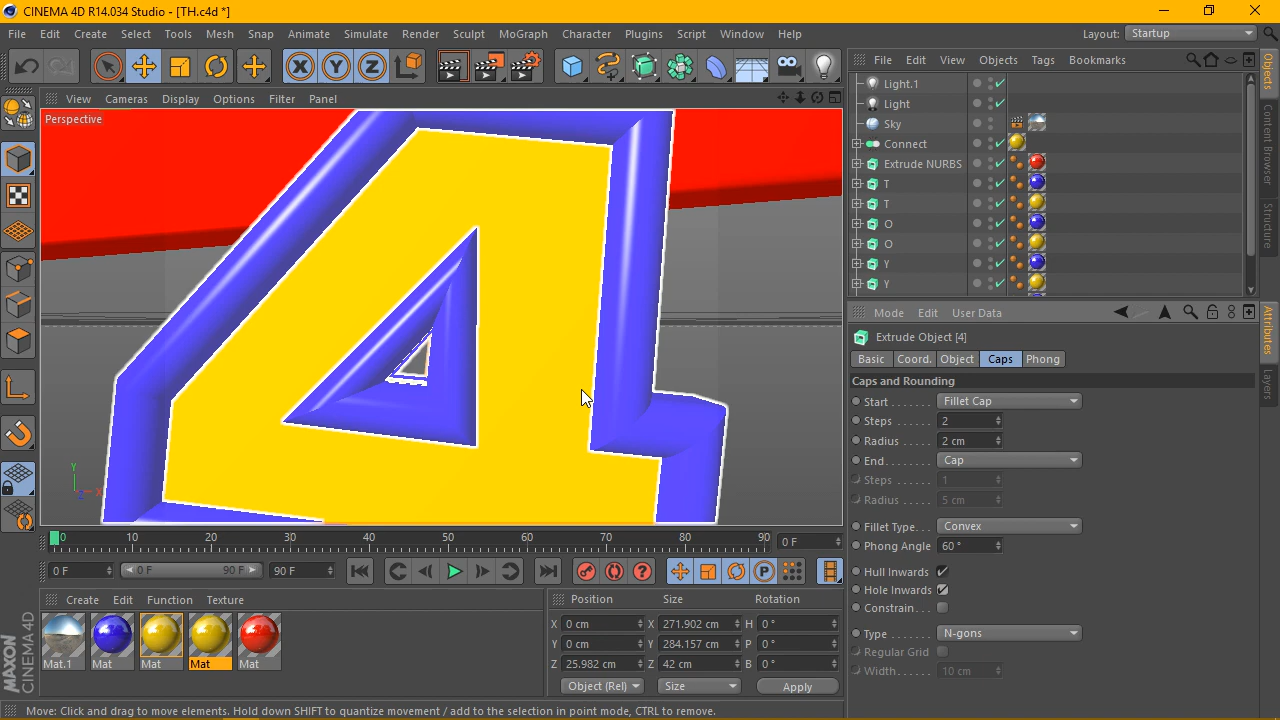 CINEMA 4D R14.034 Studio - [TH.c4d *]
File Edit Create Select Tools Mesh Snap Animate Simulate Render Sculpt MoGraph Character Plugins Script Window Help Layout: Startup
File Edit View Objects Tags Bookmarks
View Cameras Display Options Filter Panel
Perspective
Light.1
Light
Sky
Connect
Extrude NURBS
T
T
O
O
Y
Y
Objects
Content Browser
Structure
Mode Edit User Data
Extrude Object [4]
Basic Coord. Object Caps Phong
Caps and Rounding
Start . . . . . . . Fillet Cap
Steps . . . . . . 2
Radius . . . . . 2 cm
End. . . . . . . . Cap
Steps . . . . . . 1
Radius . . . . . 5 cm
Fillet Type. . . Convex
Phong Angle 60 °
Hull Inwards
Hole Inwards
Constrain. . .
Type . . . . . . . N-gons
Regular Grid
Width. . . . . . 10 cm
Attributes
Layers
Y
X
Z
4
0 10 20 30 40 50 60 70 80 90 0 F
0 F 0 F 90 F 90 F
Create Edit Function Texture
Mat.1 Mat Mat Mat Mat
MAXON
CINEMA 4D
Position Size Rotation
X 0 cm X 271.902 cm H 0 °
Y 0 cm Y 284.157 cm P 0 °
Z 25.982 cm Z 42 cm B 0 °
Object (Rel) Size Apply
Move: Click and drag to move elements. Hold down SHIFT to quantize movement / add to the selection in point mode, CTRL to remove.